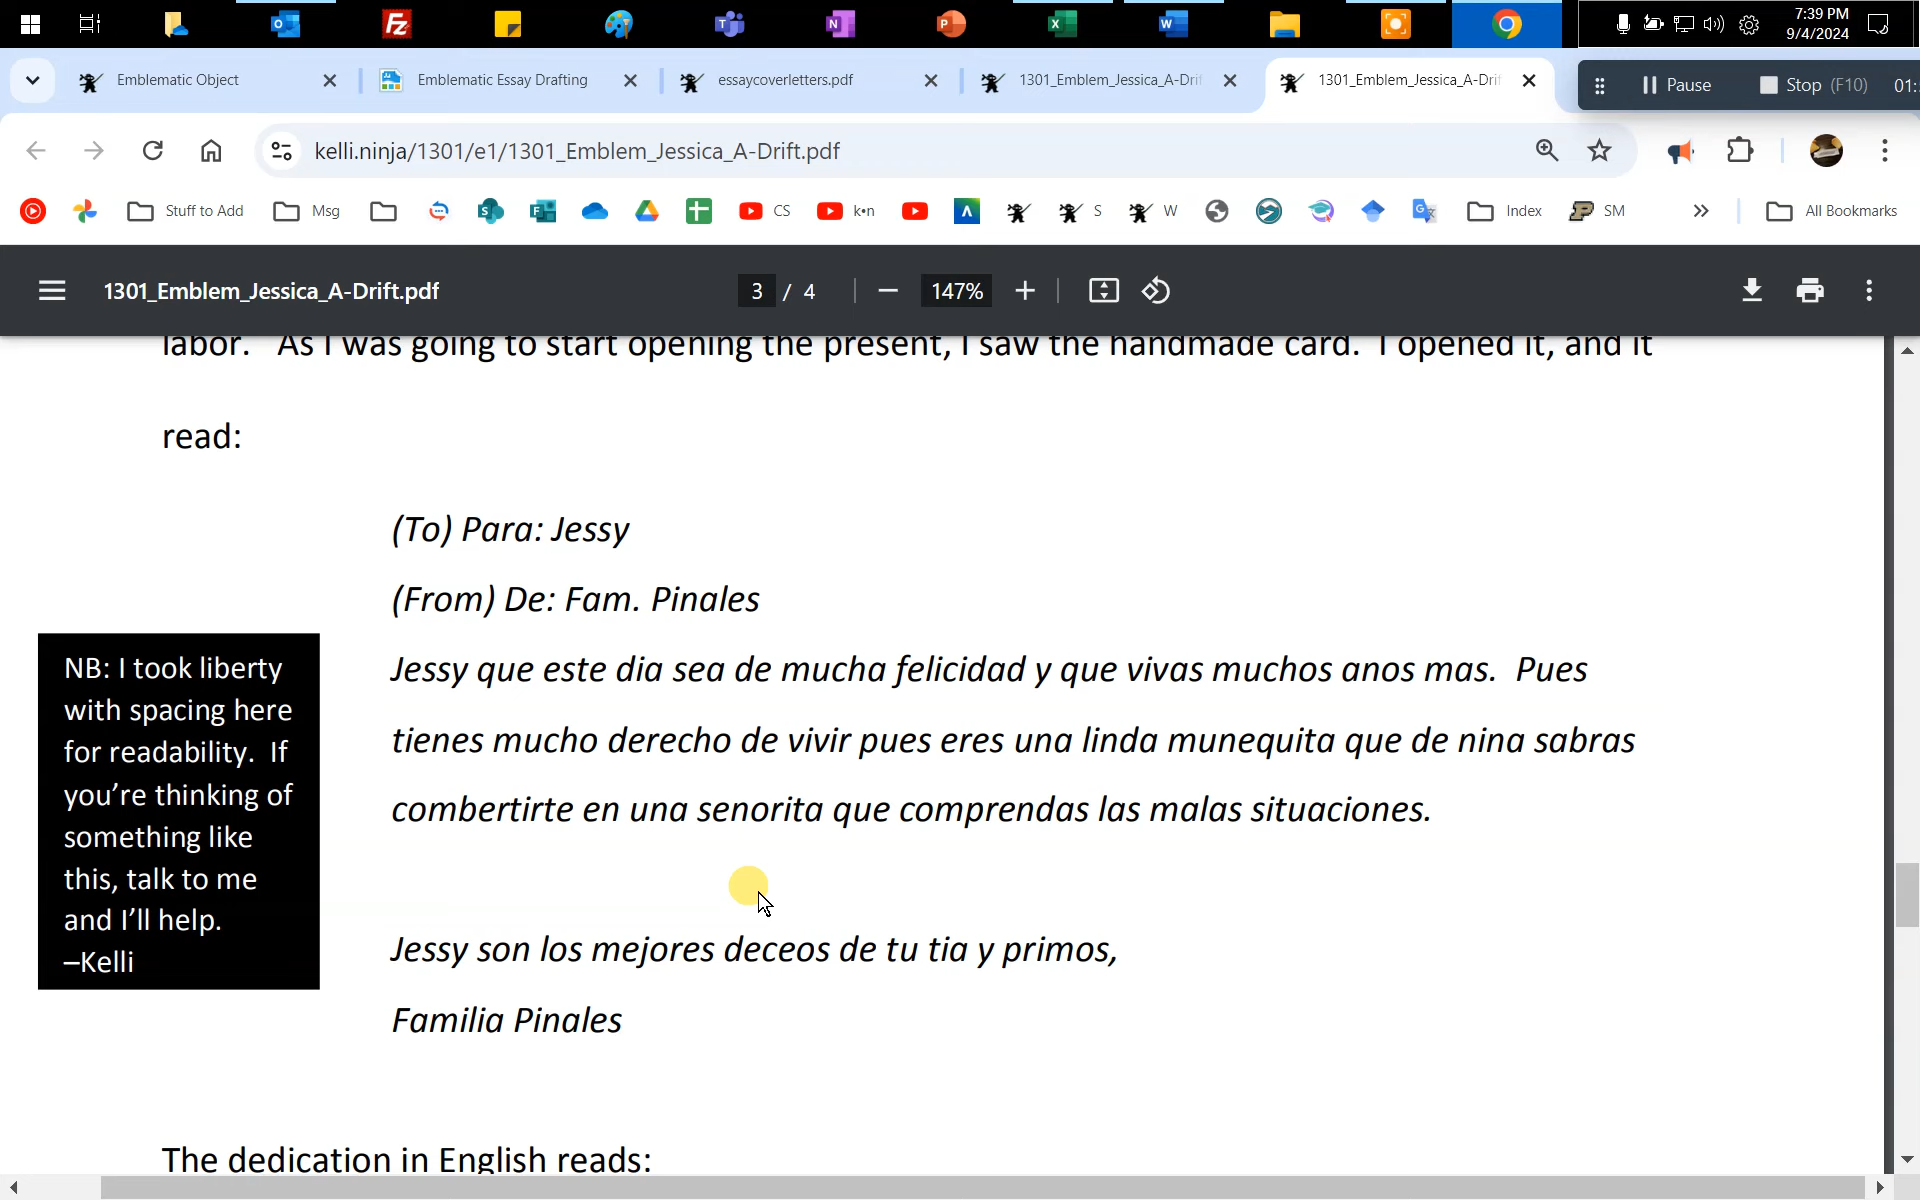 7:39 PM
9/4/2024
Emblematic Object
Emblematic Essay Drafting
essaycoverletters.pdf
1301_Emblem_Jessica_A-Dri
1301_Emblem_Jessica_A-Drif
Pause
Stop (F10)
01:
kelli.ninja/1301/e1/1301_Emblem_Jessica_A-Drift.pdf
Stuff to Add
Msg
CS
k•n
S
W
Index
SM
All Bookmarks
1301_Emblem_Jessica_A-Drift.pdf
3 / 4
147%
labor. As I was going to start opening the present, I saw the handmade card. I opened it, and it
read:
(To) Para: Jessy
(From) De: Fam. Pinales
Jessy que este dia sea de mucha felicidad y que vivas muchos anos mas. Pues
tienes mucho derecho de vivir pues eres una linda munequita que de nina sabras
combertirte en una senorita que comprendas las malas situaciones.
Jessy son los mejores deceos de tu tia y primos,
Familia Pinales
NB: I took liberty
with spacing here
for readability. If
you're thinking of
something like
this, talk to me
and I'll help.
–Kelli
The dedication in English reads: